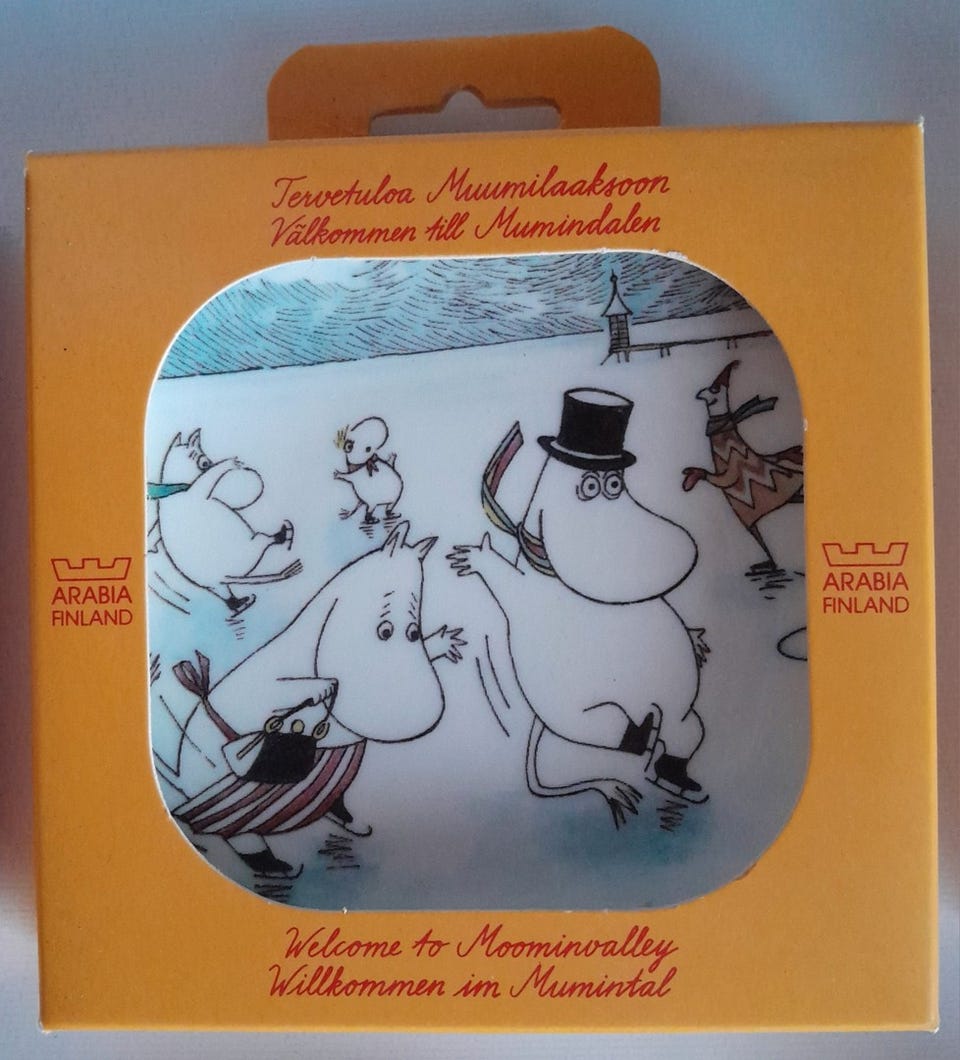 Tervetuloa Muumilaaksoon
Välkommen till Mumindalen
ARABIA
FINLAND
ARABIA
FINLAND
Welcome to Moominvalley
Willkommen im Mumintal